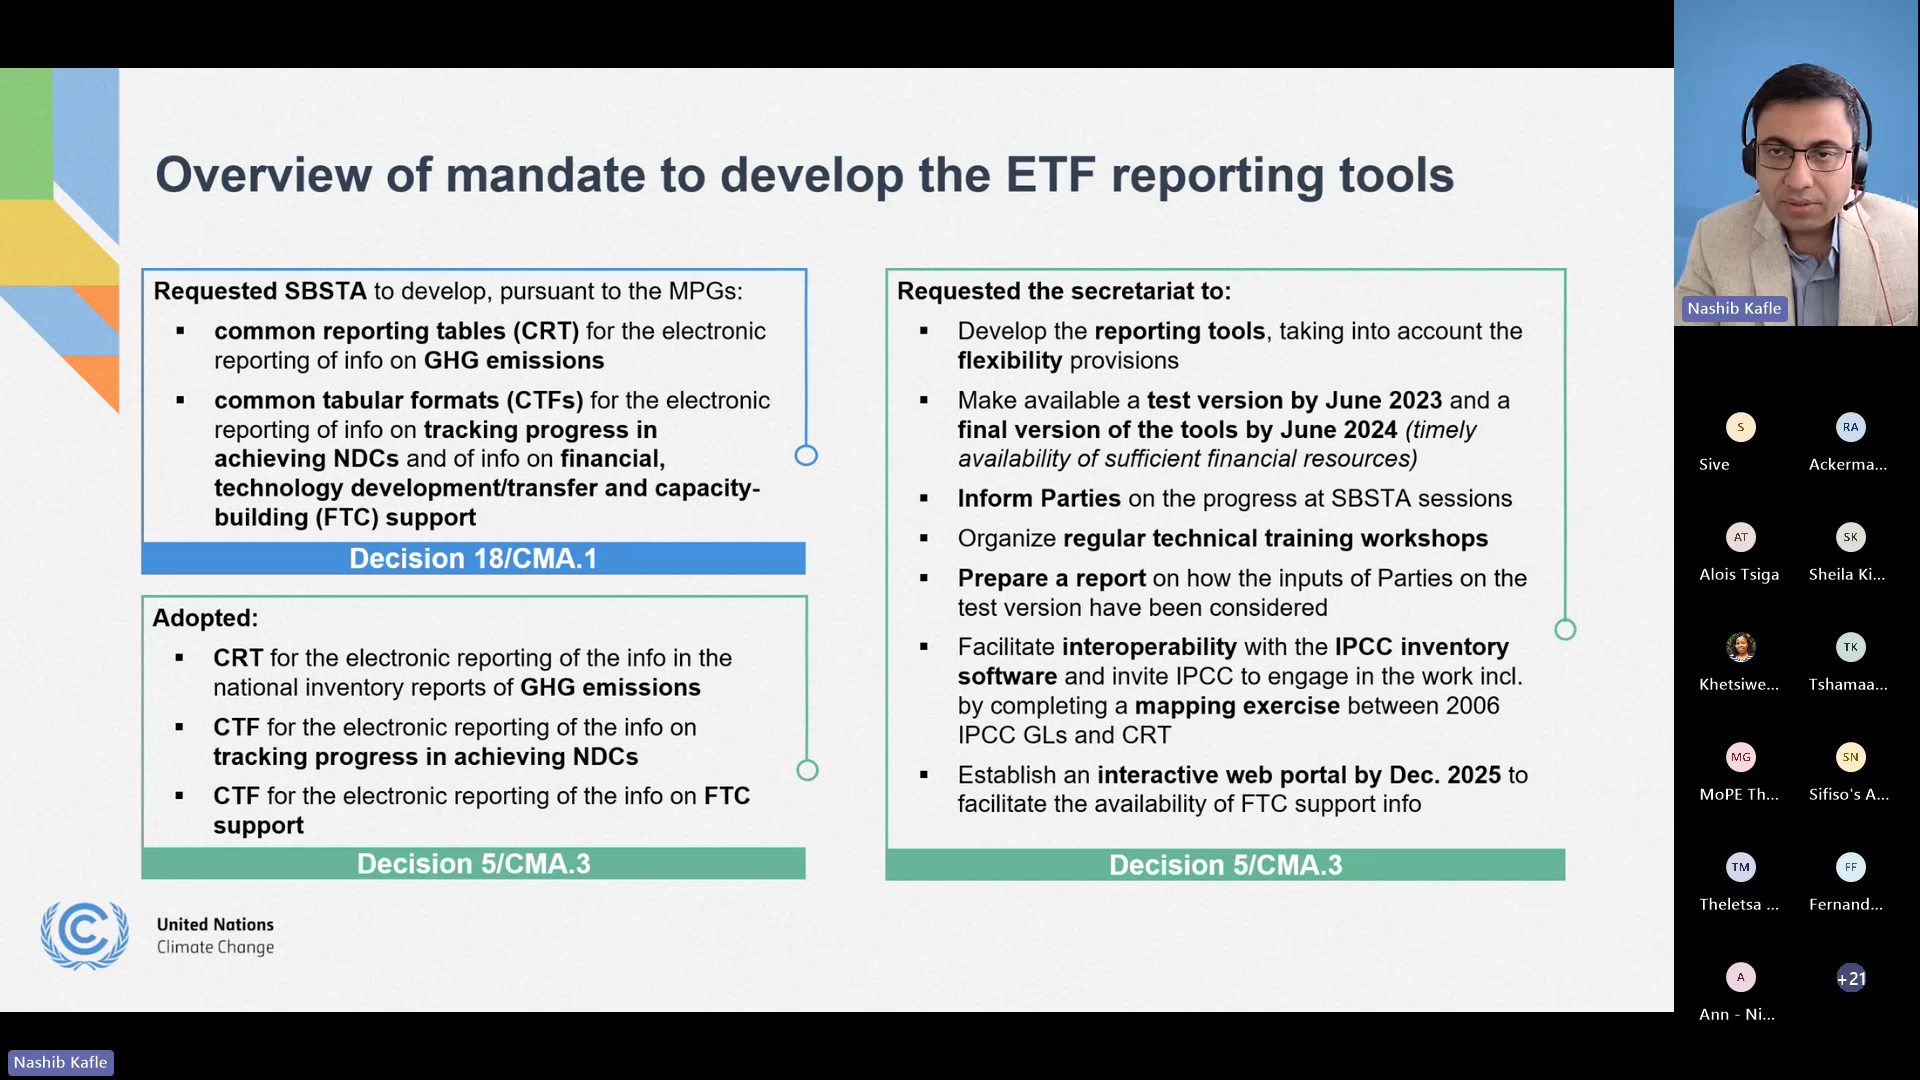 Overview of mandate to develop the ETF reporting tools
Requested SBSTA to develop, pursuant to the MPGs:
▪ common reporting tables (CRT) for the electronic
reporting of info on GHG emissions
▪ common tabular formats (CTFs) for the electronic
reporting of info on tracking progress in
achieving NDCs and of info on financial,
technology development/transfer and capacity-
building (FTC) support
Decision 18/CMA.1
Adopted:
▪ CRT for the electronic reporting of the info in the
national inventory reports of GHG emissions
▪ CTF for the electronic reporting of the info on
tracking progress in achieving NDCs
▪ CTF for the electronic reporting of the info on FTC
support
Decision 5/CMA.3
Requested the secretariat to:
▪ Develop the reporting tools, taking into account the
flexibility provisions
▪ Make available a test version by June 2023 and a
final version of the tools by June 2024 (timely
availability of sufficient financial resources)
▪ Inform Parties on the progress at SBSTA sessions
▪ Organize regular technical training workshops
▪ Prepare a report on how the inputs of Parties on the
test version have been considered
▪ Facilitate interoperability with the IPCC inventory
software and invite IPCC to engage in the work incl.
by completing a mapping exercise between 2006
IPCC GLs and CRT
▪ Establish an interactive web portal by Dec. 2025 to
facilitate the availability of FTC support info
Decision 5/CMA.3
United Nations
Climate Change
Nashib Kafle
Nashib Kafle
S
Sive
RA
Ackerma...
AT
Alois Tsiga
SK
Sheila Ki...
Khetsiwe...
TK
Tshamaa...
MG
MoPE Th...
SN
Sifiso's A...
TM
Theletsa ...
FF
Fernand...
A
Ann - Ni...
+21